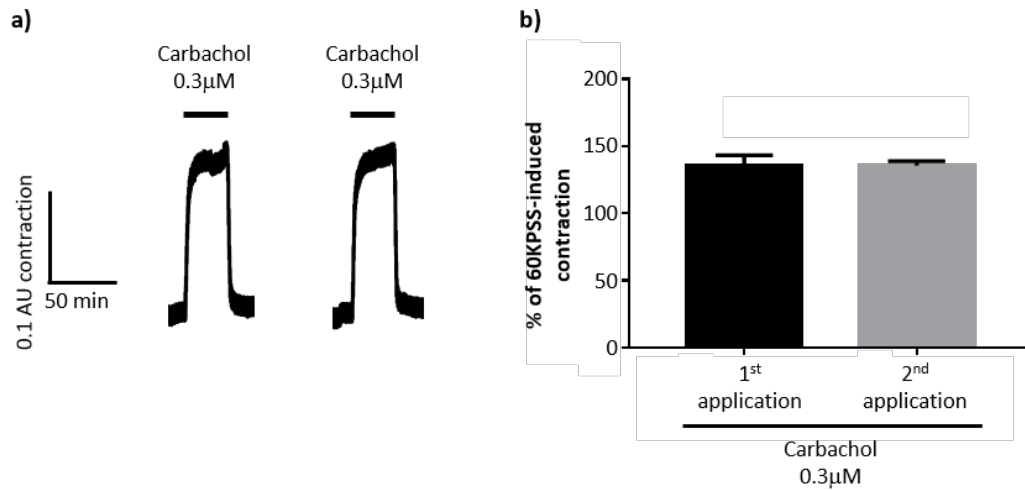 a)
Carbachol
0.3μM
Carbachol
0.3μM
0.1 AU contraction
50 min
b)
% of 60KPSS-induced
contraction
200
150
100
50
0
1st
application
2nd
application
Carbachol
0.3μM